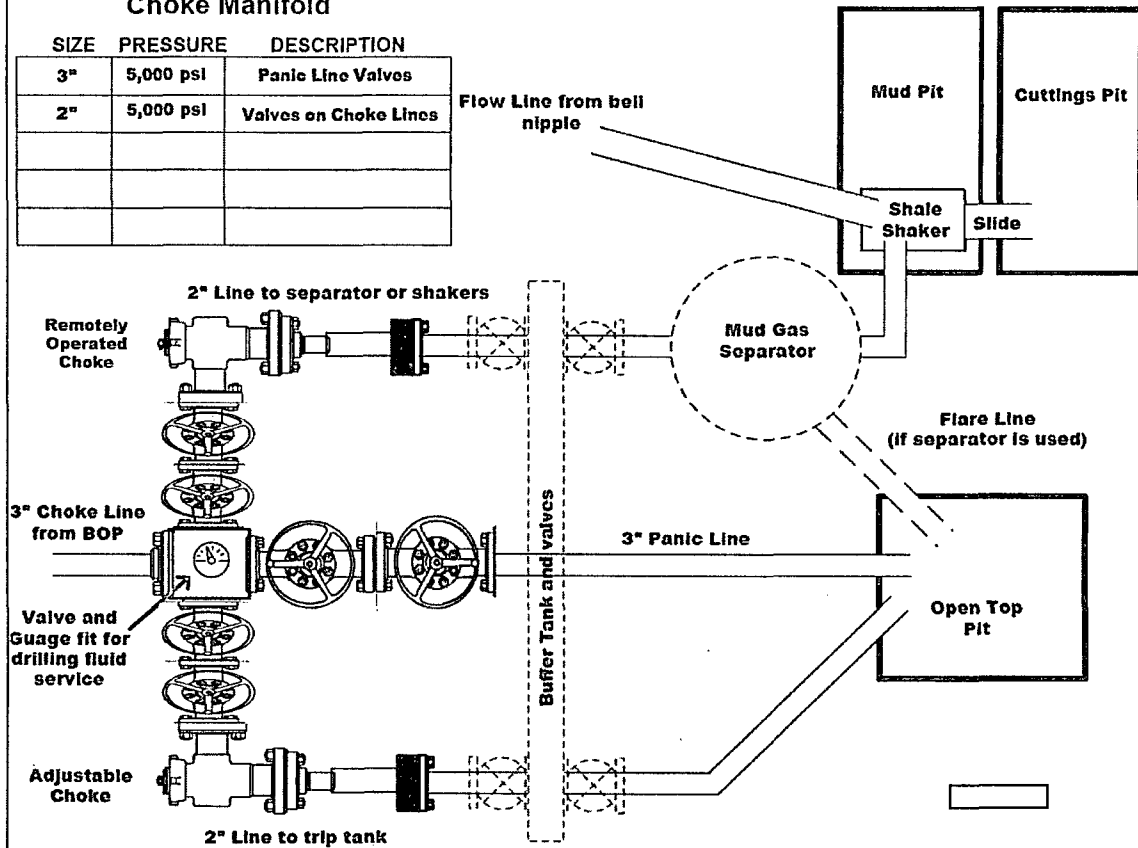 Choke Manifold
SIZE PRESSURE DESCRIPTION
3" 5,000 psi Panic Line Valves
2" 5,000 psi Valves on Choke Lines
Flow Line from bell
nipple
Mud Pit
Cuttings Pit
Shale
Shaker
Slide
2" Line to separator or shakers
Remotely
Operated
Choke
Mud Gas
Separator
Flare Line
(if separator is used)
3" Choke Line
from BOP
3" Panic Line
Buffer Tank and valves
Open Top
Pit
Valve and
Guage fit for
drilling fluid
service
Adjustable
Choke
2" Line to trip tank